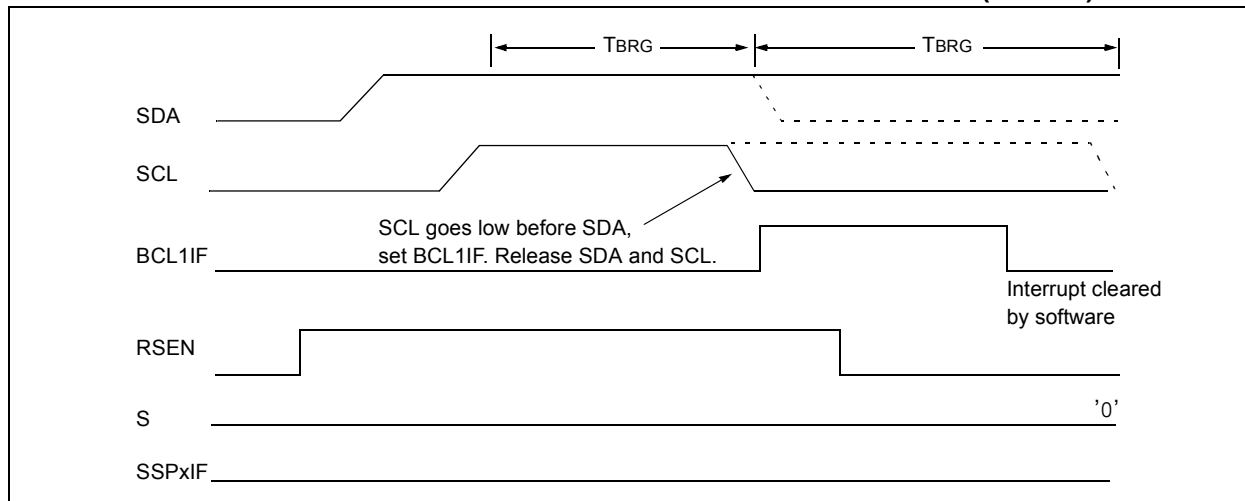 TBRG TBRG
SDA
SCL
SCL goes low before SDA,
set BCL1IF. Release SDA and SCL.
BCL1IF
Interrupt cleared
by software
RSEN
S
'0'
SSPxIF